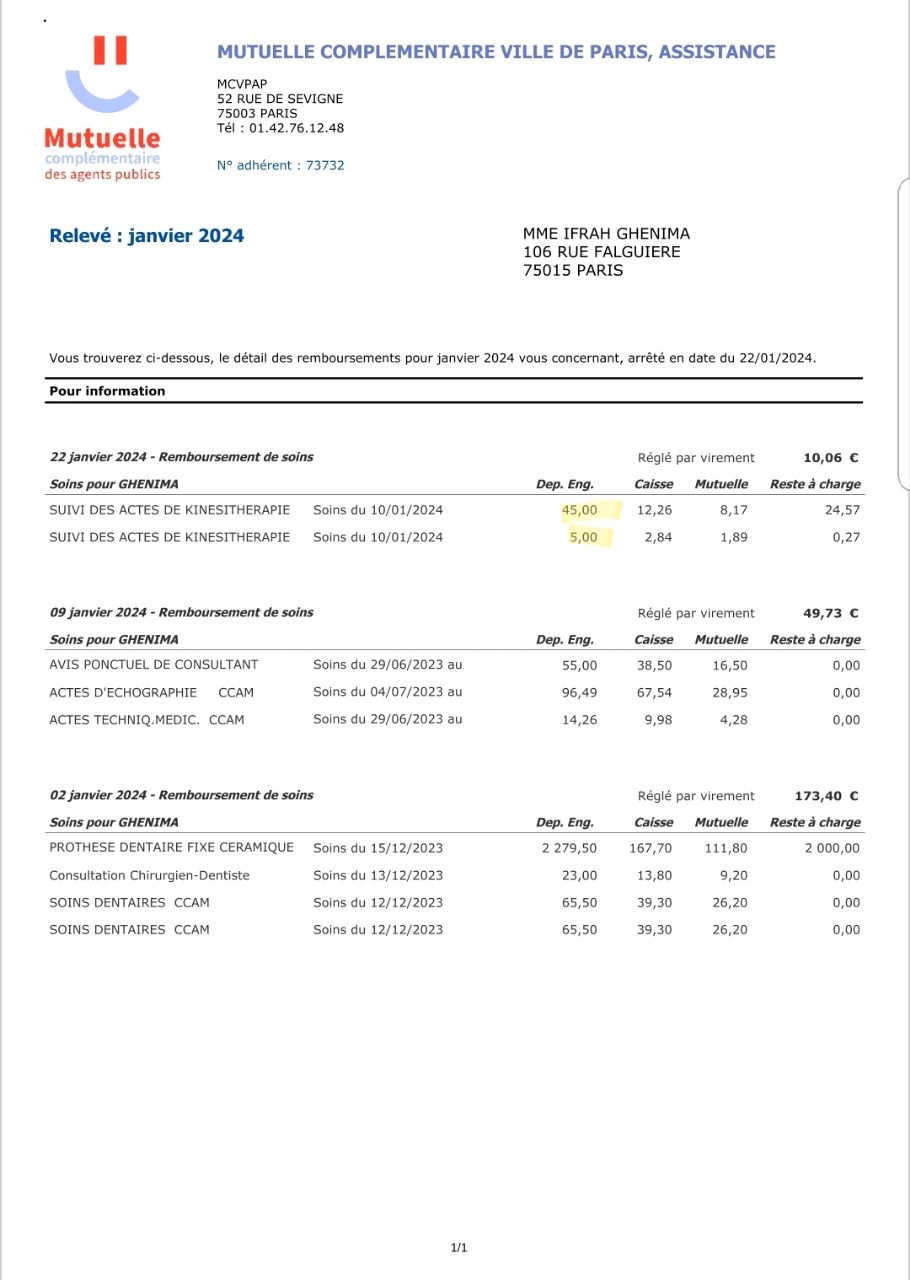 MUTUELLE COMPLEMENTAIRE VILLE DE PARIS, ASSISTANCE
MCVPAP
52 RUE DE SEVIGNE
75003 PARIS
Tél : 01.42.76.12.48
N° adhérent : 73732
Mutuelle
complémentaire
des agents publics
Relevé : janvier 2024
MME IFRAH GHENIMA
106 RUE FALGUIERE
75015 PARIS
Vous trouverez ci-dessous, le détail des remboursements pour janvier 2024 vous concernant, arrêté en date du 22/01/2024.
Pour information
22 janvier 2024 - Remboursement de soins Réglé par virement 10,06 €
Soins pour GHENIMA Dep. Eng. Caisse Mutuelle Reste à charge
SUIVI DES ACTES DE KINESITHERAPIE Soins du 10/01/2024 45,00 12,26 8,17 24,57
SUIVI DES ACTES DE KINESITHERAPIE Soins du 10/01/2024 5,00 2,84 1,89 0,27
09 janvier 2024 - Remboursement de soins Réglé par virement 49,73 €
Soins pour GHENIMA Dep. Eng. Caisse Mutuelle Reste à charge
AVIS PONCTUEL DE CONSULTANT Soins du 29/06/2023 au 55,00 38,50 16,50 0,00
ACTES D'ECHOGRAPHIE CCAM Soins du 04/07/2023 au 96,49 67,54 28,95 0,00
ACTES TECHNIQ.MEDIC. CCAM Soins du 29/06/2023 au 14,26 9,98 4,28 0,00
02 janvier 2024 - Remboursement de soins Réglé par virement 173,40 €
Soins pour GHENIMA Dep. Eng. Caisse Mutuelle Reste à charge
PROTHESE DENTAIRE FIXE CERAMIQUE Soins du 15/12/2023 2 279,50 167,70 111,80 2 000,00
Consultation Chirurgien-Dentiste Soins du 13/12/2023 23,00 13,80 9,20 0,00
SOINS DENTAIRES CCAM Soins du 12/12/2023 65,50 39,30 26,20 0,00
SOINS DENTAIRES CCAM Soins du 12/12/2023 65,50 39,30 26,20 0,00
1/1